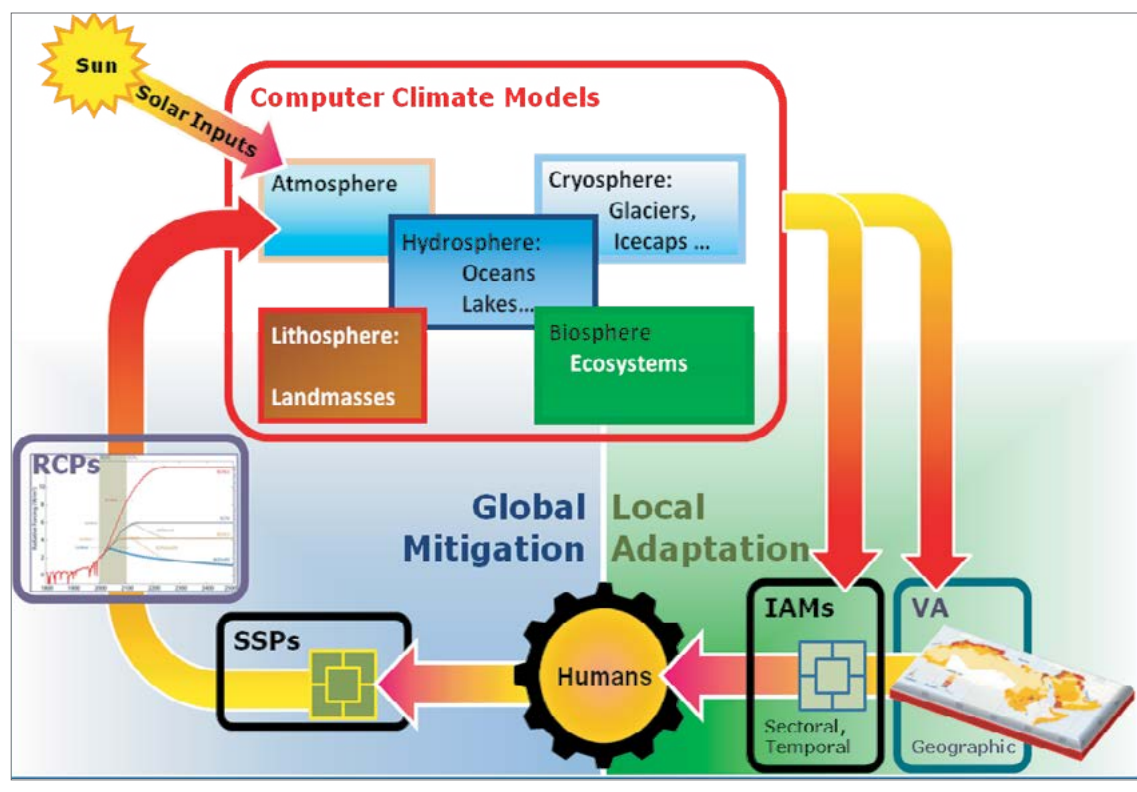 Sun
Solar Inputs
Computer Climate Models
Atmosphere
Cryosphere:
Glaciers,
Icecaps ...
Hydrosphere:
Oceans
Lakes...
Lithosphere:
Landmasses
Biosphere
Ecosystems
RCPs
Global
Mitigation
Local
Adaptation
SSPs
Humans
IAMs
Sectoral,
Temporal
VA
Geographic